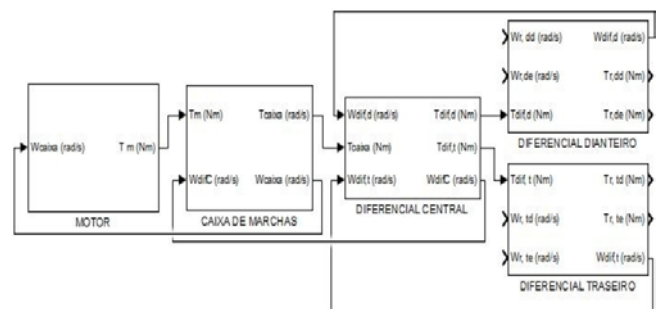 Wcaixa (rad/s)
T m (Nm)
MOTOR
Tm (Nm)
Tcaixa (rad/s)
WdifC (rad/s)
Wcaixa (rad/s)
CAIXA DE MARCHAS
Wdif,d (rad/s)
Tdif,d (Nm)
Tcaixa (Nm)
Tdif,t (Nm)
Wdif,t (rad/s)
WdifC (rad/s)
DIFERENCIAL CENTRAL
Wr, dd (rad/s)
Wdif,d (rad/s)
Wr,de (rad/s)
Tr,dd (Nm)
Tdif,d (Nm)
Tr,de (Nm)
DIFERENCIAL DIANTEIRO
Tdif, t (Nm)
Tr, td (Nm)
Wr, td (rad/s)
Tr, te (Nm)
Wr, te (rad/s)
Wdif,t (rad/s)
DIFERENCIAL TRASEIRO